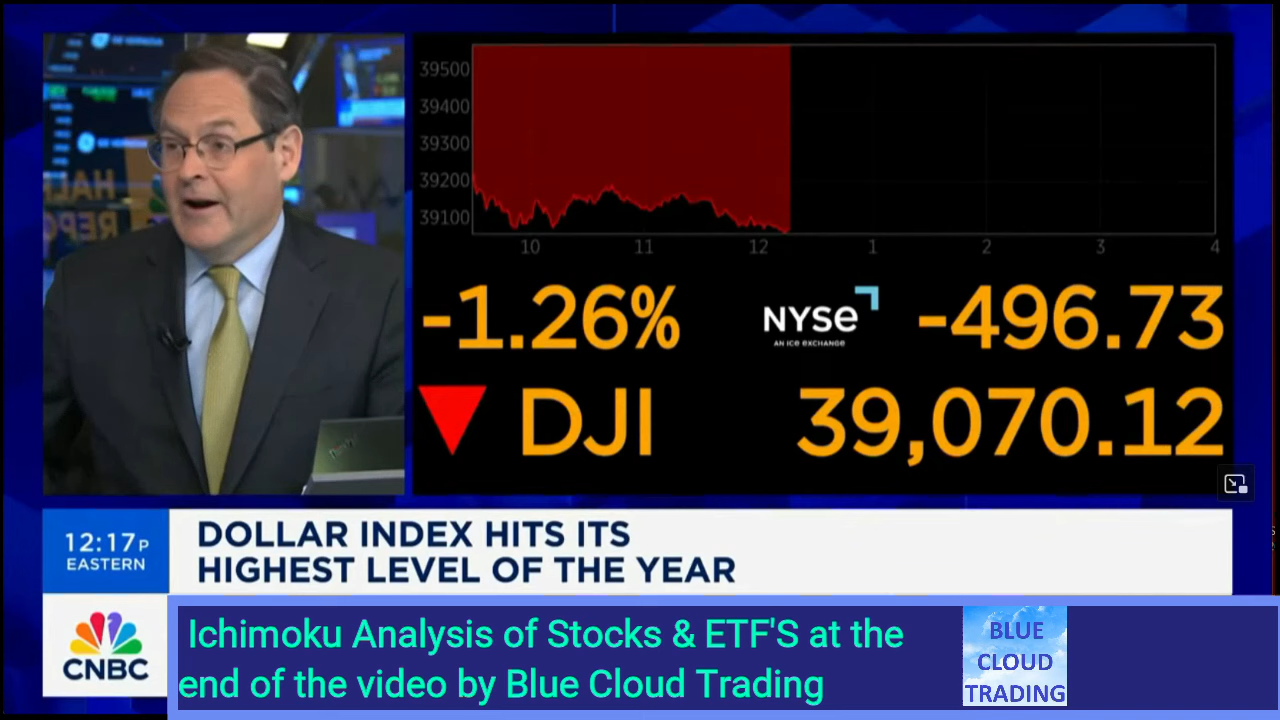 HALF
REPO
39500
39400
39300
39200
39100
10 11 12 1 2 3 4
-1.26% NYSE -496.73
AN ICE EXCHANGE
DJI 39,070.12
12:17P
EASTERN
DOLLAR INDEX HITS ITS
HIGHEST LEVEL OF THE YEAR
CNBC
Ichimoku Analysis of Stocks & ETF'S at the
end of the video by Blue Cloud Trading
BLUE
CLOUD
TRADING